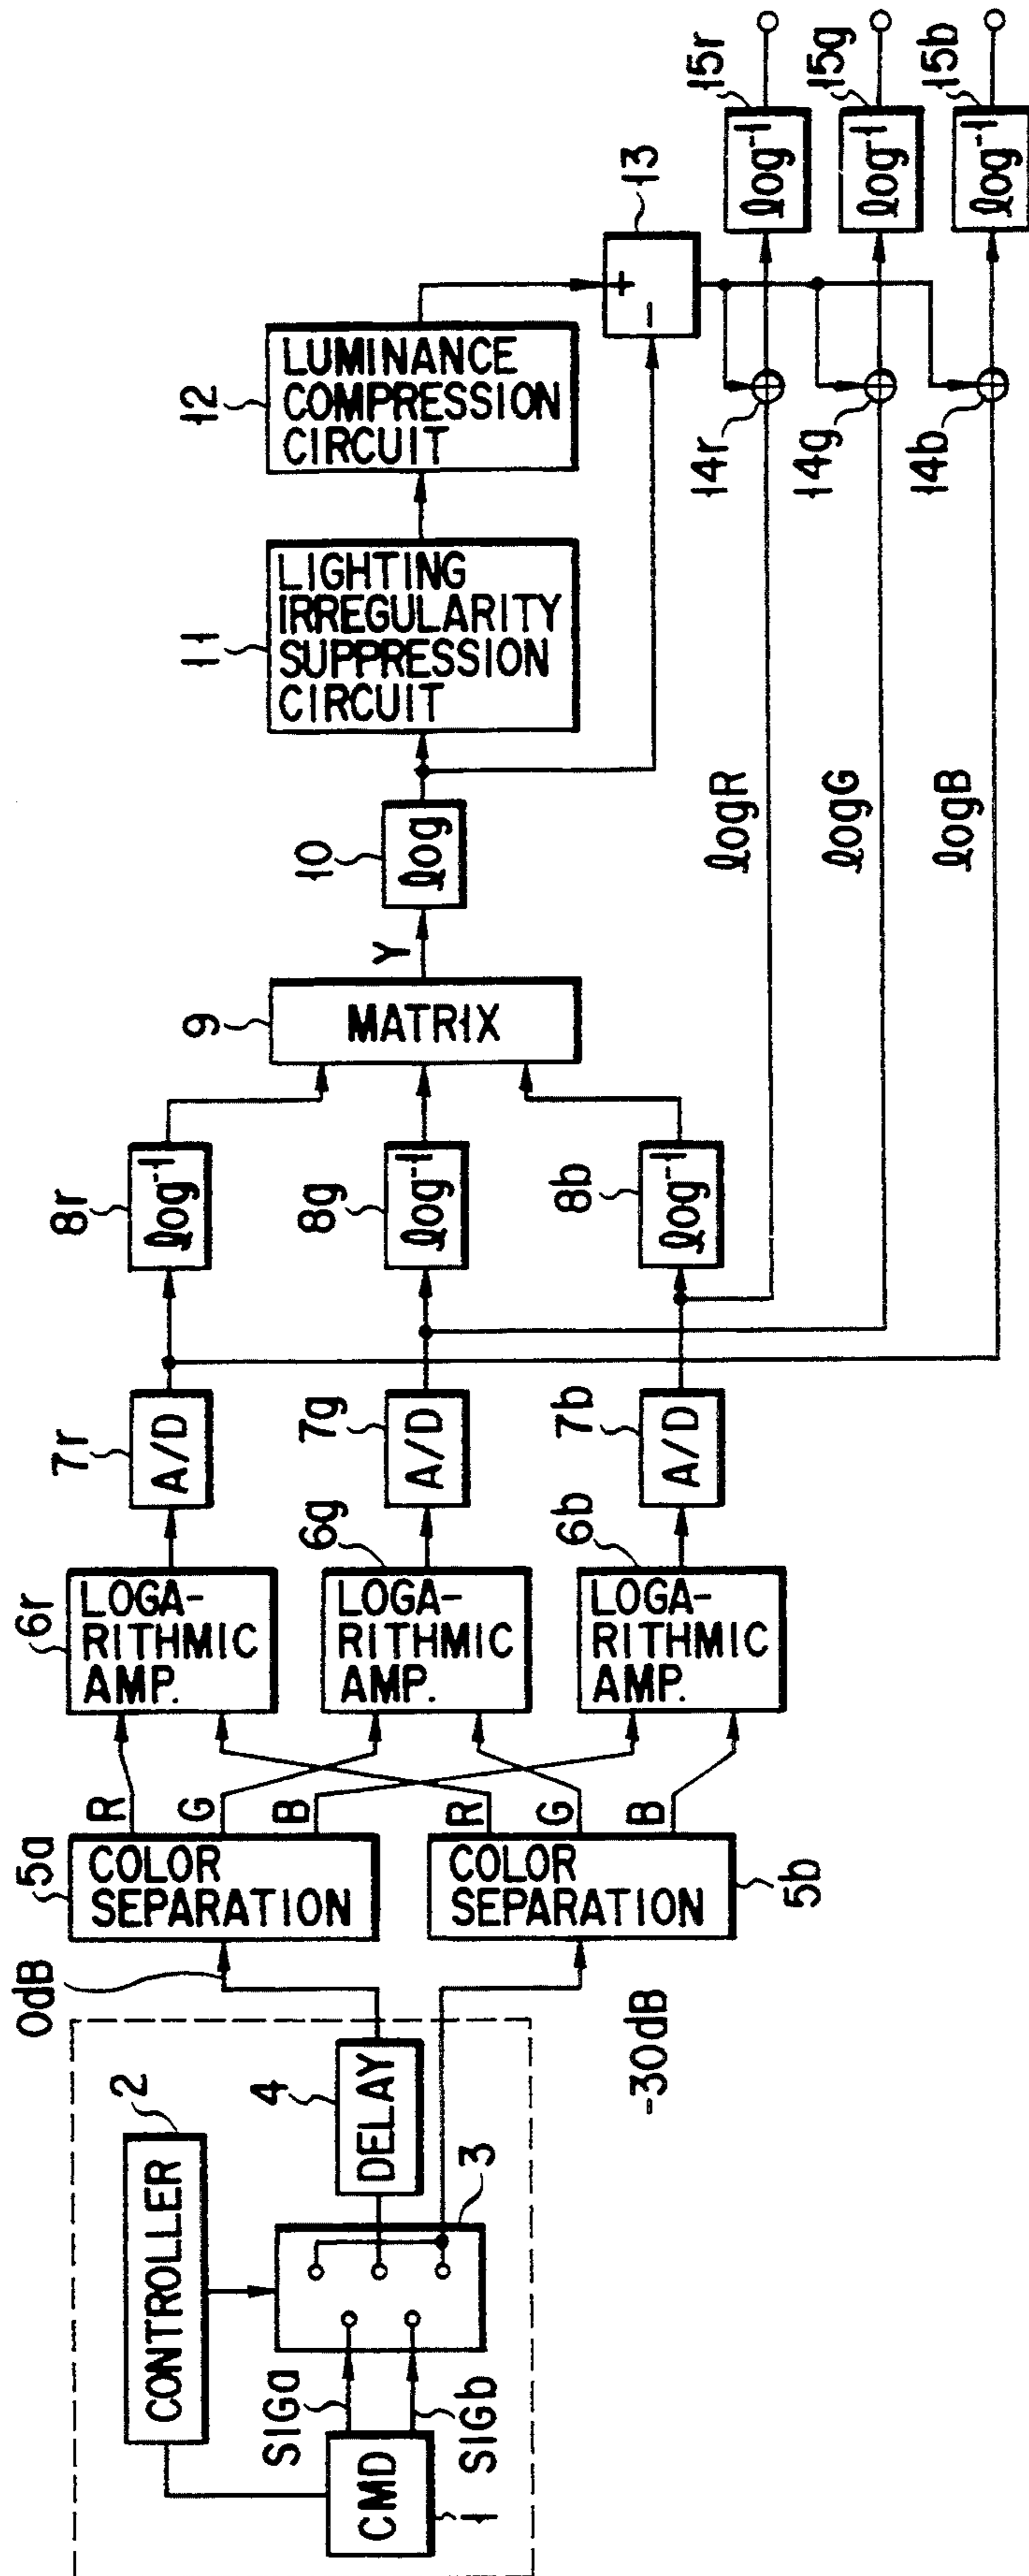 CMD
1
SIGa
SIGb
CONTROLLER
2
3
DELAY
4
0dB
-30dB
5a
COLOR
SEPARATION
R
G
B
5b
COLOR
SEPARATION
R
G
B
6r
LOGA-
RITHMIC
AMP.
6g
LOGA-
RITHMIC
AMP.
6b
LOGA-
RITHMIC
AMP.
7r
A/D
7g
A/D
7b
A/D
8r
log-1
8g
log-1
8b
log-1
9
MATRIX
Y
10
log
11
LIGHTING
IRREGULARITY
SUPPRESSION
CIRCUIT
12
LUMINANCE
COMPRESSION
CIRCUIT
13
+
-
logR
logG
logB
14r
14g
14b
15r
log-1
15g
log-1
15b
log-1